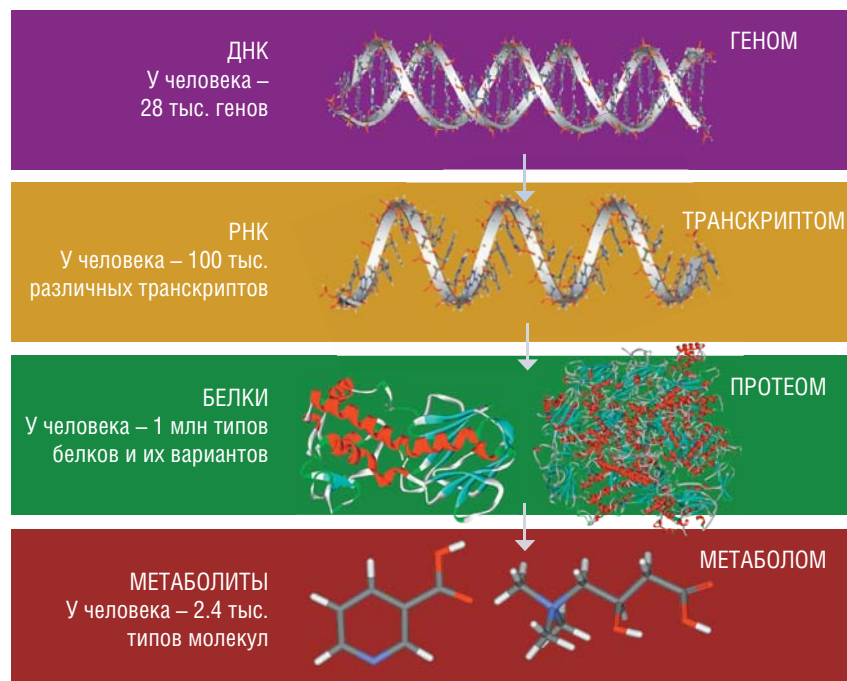 ДНК
У человека –
28 тыс. генов
ГЕНОМ
РНК
У человека – 100 тыс.
различных транскриптов
ТРАНСКРИПТОМ
БЕЛКИ
У человека – 1 млн типов
белков и их вариантов
ПРОТЕОМ
МЕТАБОЛИТЫ
У человека – 2.4 тыс.
типов молекул
МЕТАБОЛОМ